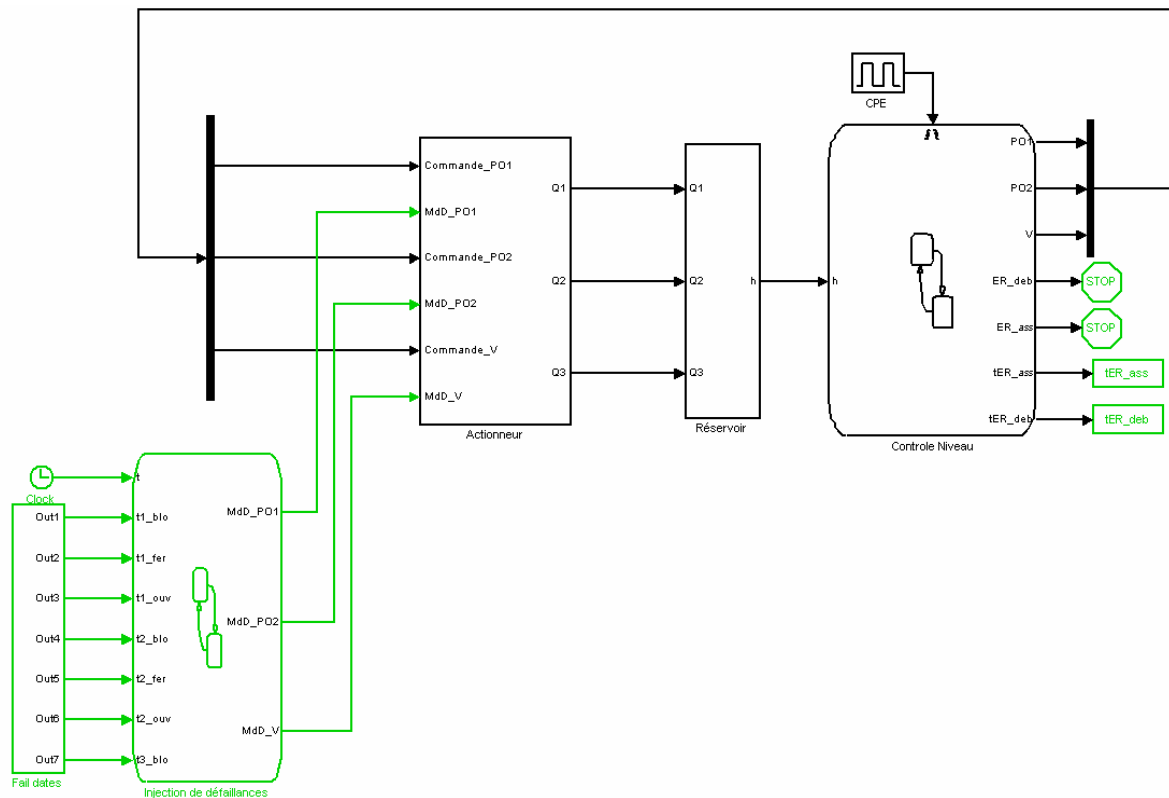 CPE
Commande_PO1
MdD_PO1
Commande_PO2
MdD_PO2
Commande_V
MdD_V
Q1
Q2
Q3
Actionneur
Q1
Q2
Q3
h
Réservoir
h
PO1
PO2
V
ER_deb
ER_ass
tER_ass
tER_deb
Controle Niveau
STOP
STOP
tER_ass
tER_deb
Clock
Out1
Out2
Out3
Out4
Out5
Out6
Out7
Fail dates
t
t1_blo
t1_fer
t1_ouv
t2_blo
t2_fer
t2_ouv
t3_blo
MdD_PO1
MdD_PO2
MdD_V
Injection de défaillances